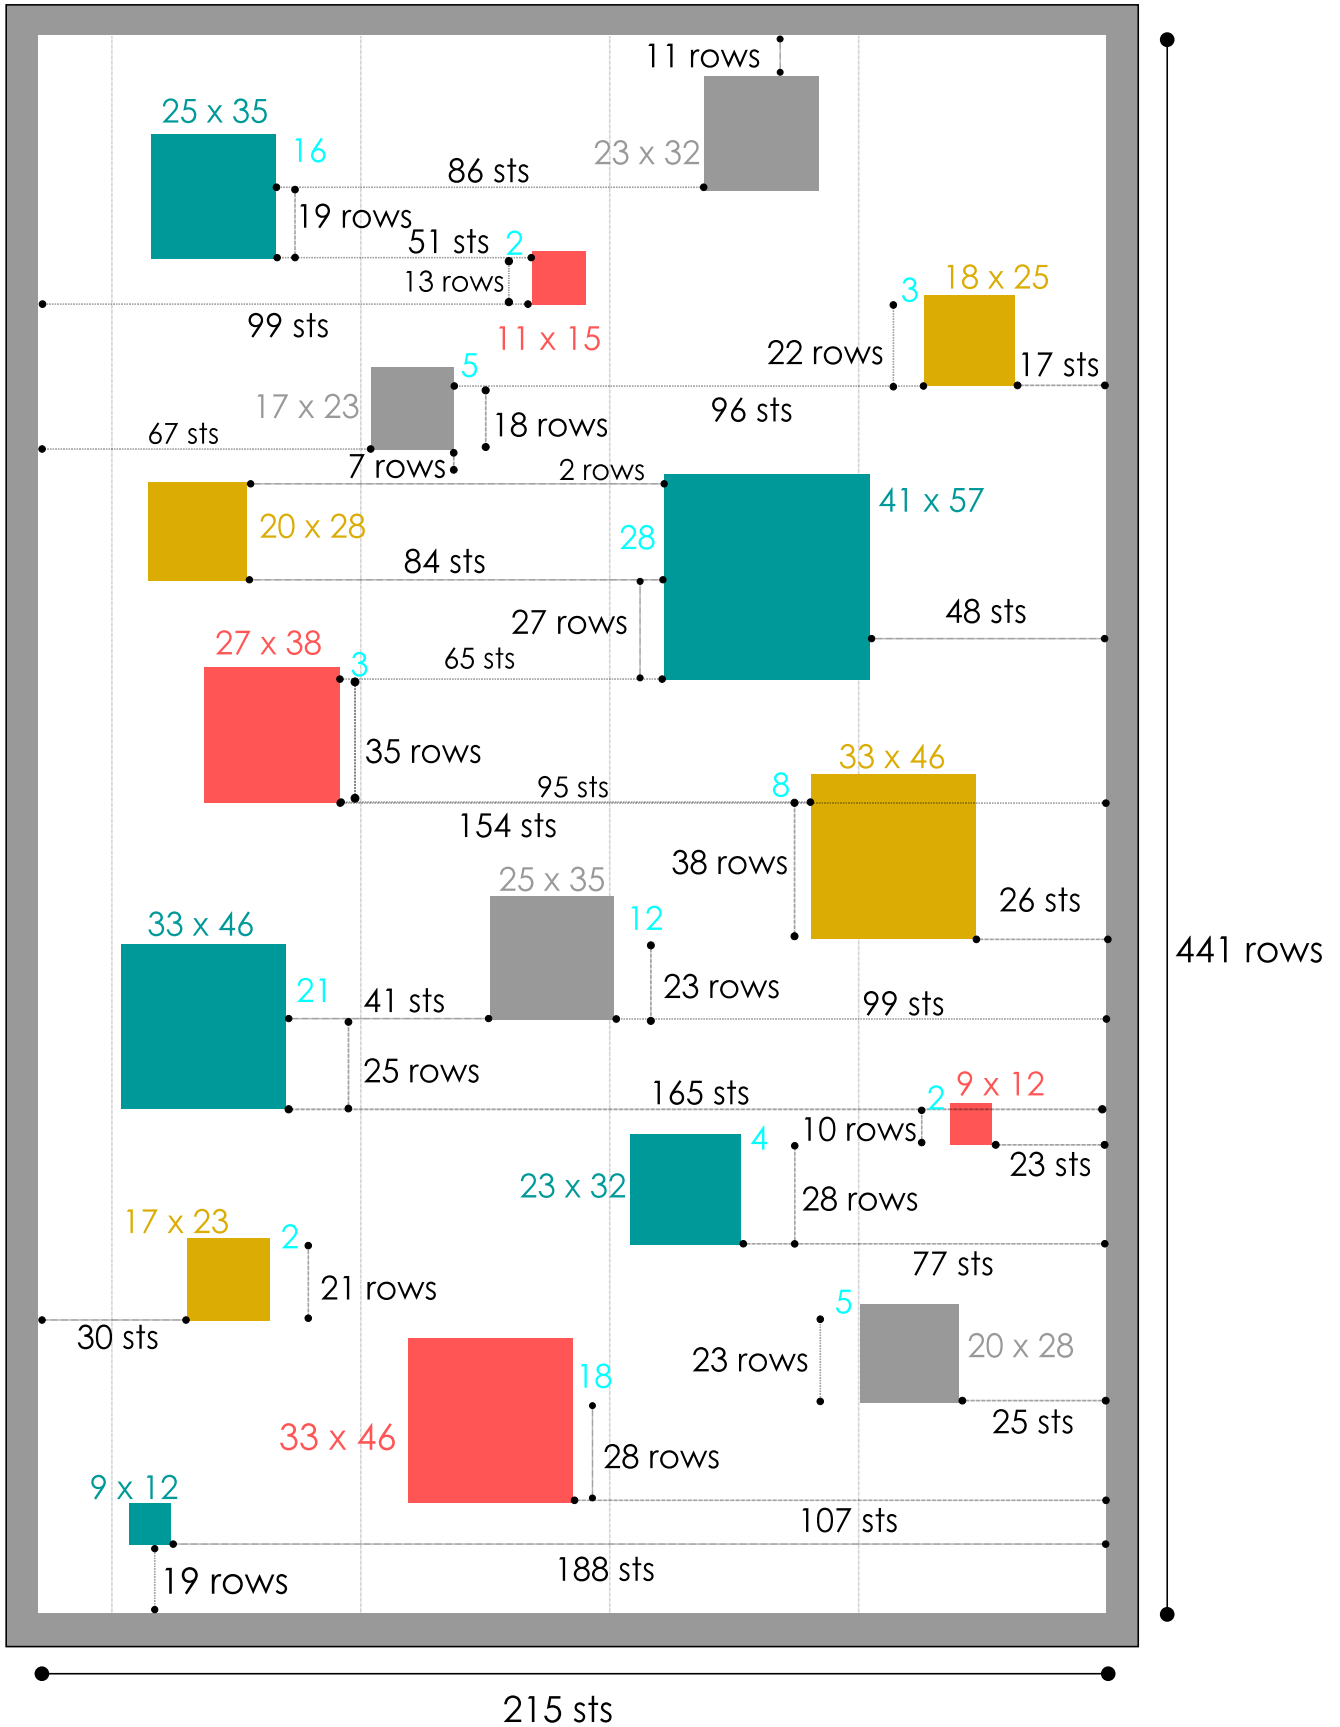 11 rows
25 x 35
16
23 x 32
86 sts
19 rows
51 sts
2
13 rows
18 x 25
3
99 sts
11 x 15
22 rows
17 sts
5
17 x 23
96 sts
18 rows
67 sts
7 rows
2 rows
41 x 57
20 x 28
28
84 sts
48 sts
27 rows
27 x 38
3
65 sts
35 rows
33 x 46
8
95 sts
154 sts
38 rows
25 x 35
26 sts
12
33 x 46
441 rows
21
41 sts
23 rows
99 sts
25 rows
165 sts
9 x 12
2
10 rows
4
23 sts
23 x 32
28 rows
17 x 23
2
77 sts
21 rows
5
30 sts
20 x 28
23 rows
18
25 sts
33 x 46
28 rows
9 x 12
107 sts
188 sts
19 rows
215 sts